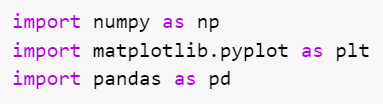 import numpy as np
import matplotlib.pyplot as plt
import pandas as pd